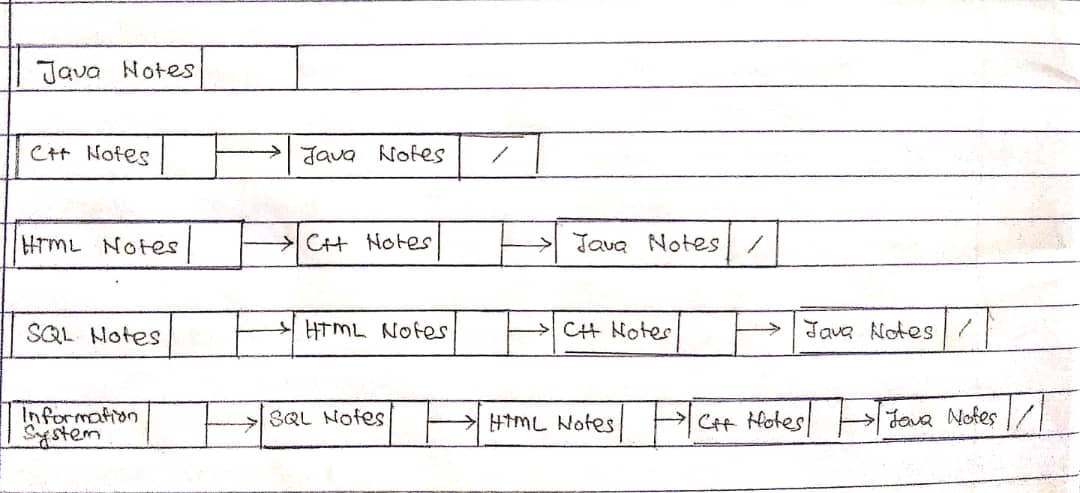 Java Notes
C++ Notes Java Notes /
HTML Notes C++ Notes Java Notes /
SQL Notes HTML Notes C++ Notes Java Notes /
Information System SQL Notes HTML Notes C++ Notes Java Notes /